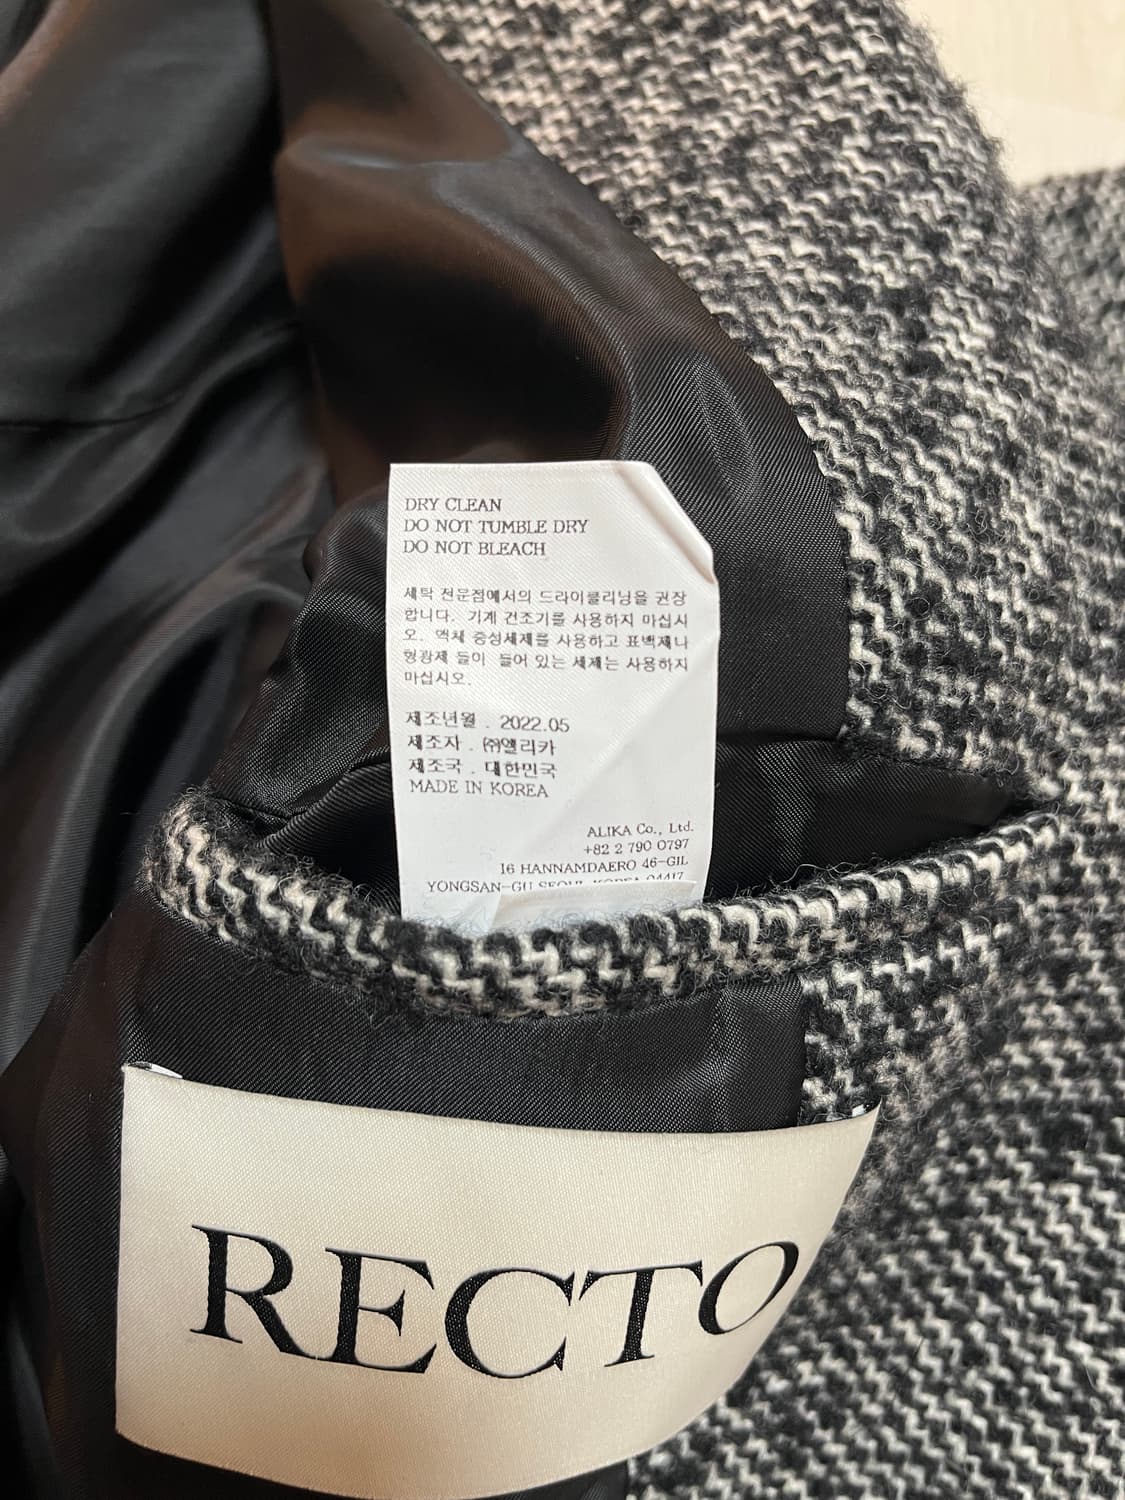 DRY CLEAN
DO NOT TUMBLE DRY
DO NOT BLEACH
세탁 전문점에서의 드라이클리닝을 권장
합니다. 기계 건조기를 사용하지 마십시
오. 액체 중성세제를 사용하고 표백제나
형광제 들이 들어 있는 세제는 사용하지
마십시오.
제조년월 . 2022.05
제조자 . ㈜앨리카
제조국 . 대한민국
MADE IN KOREA
ALIKA Co., Ltd.
+82 2 790 0797
16 HANNAMDAERO 46-GIL
YONGSAN-GU SEOUL KOREA 04417
RECTO